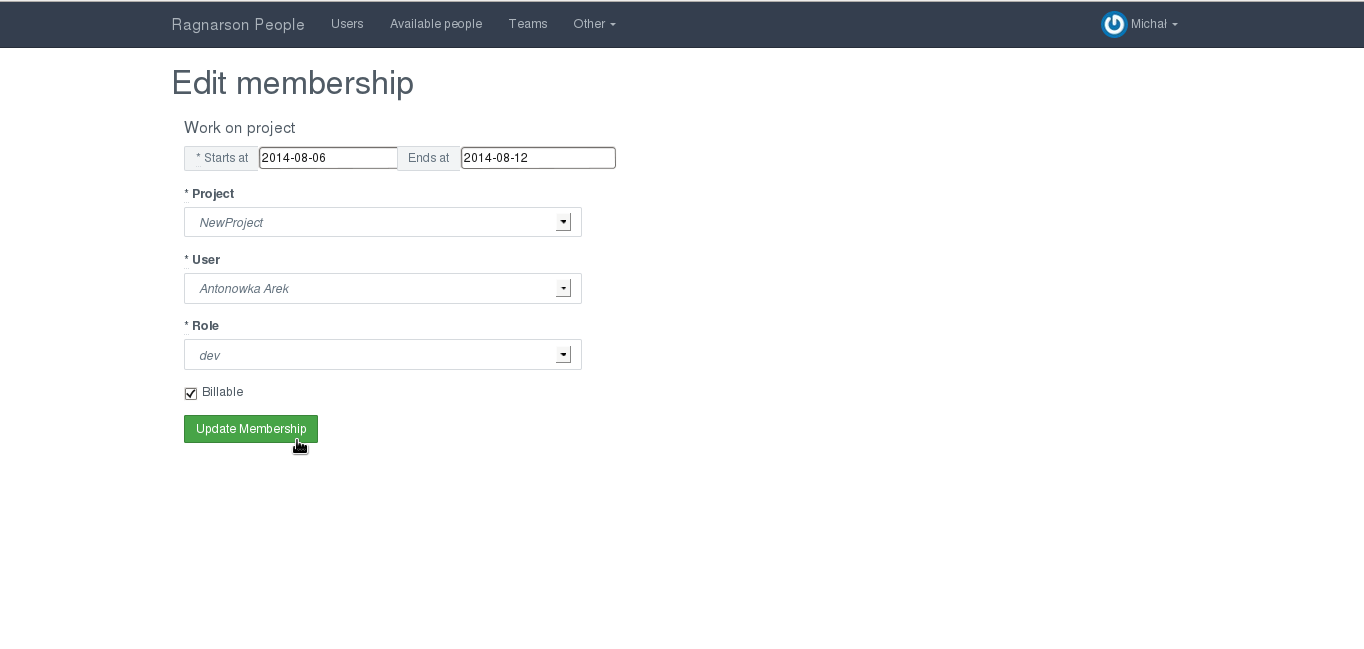 Ragnarson People Users Available people Teams Other Michał
Edit membership
Work on project
* Starts at 2014-08-06 Ends at 2014-08-12
* Project
NewProject
* User
Antonowka Arek
* Role
dev
Billable
Update Membership